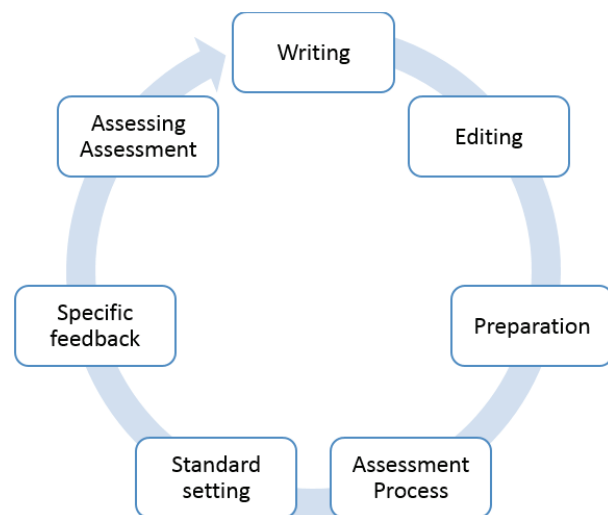 Writing
Editing
Preparation
Assessment
Process
Standard
setting
Specific
feedback
Assessing
Assessment